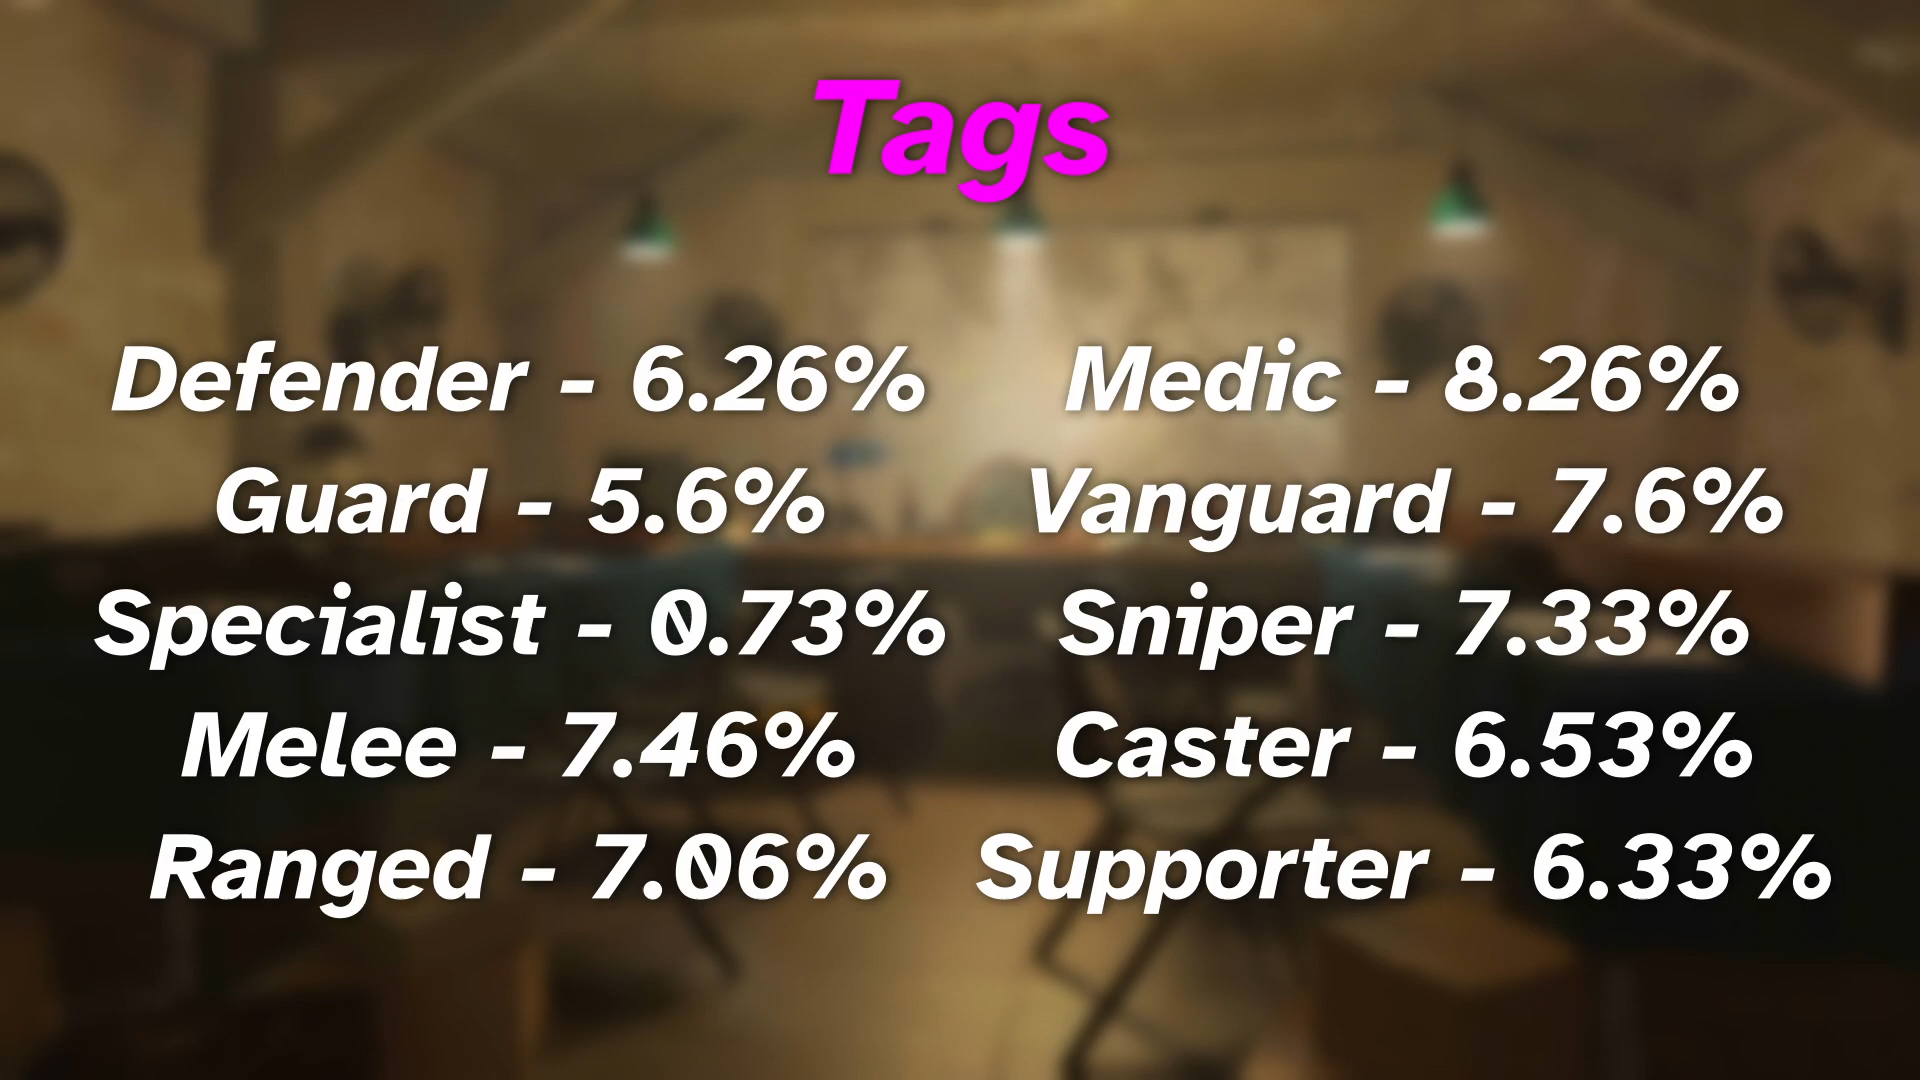 Tags
Defender - 6.26%
Guard - 5.6%
Specialist - 0.73%
Melee - 7.46%
Ranged - 7.06%
Medic - 8.26%
Vanguard - 7.6%
Sniper - 7.33%
Caster - 6.53%
Supporter - 6.33%